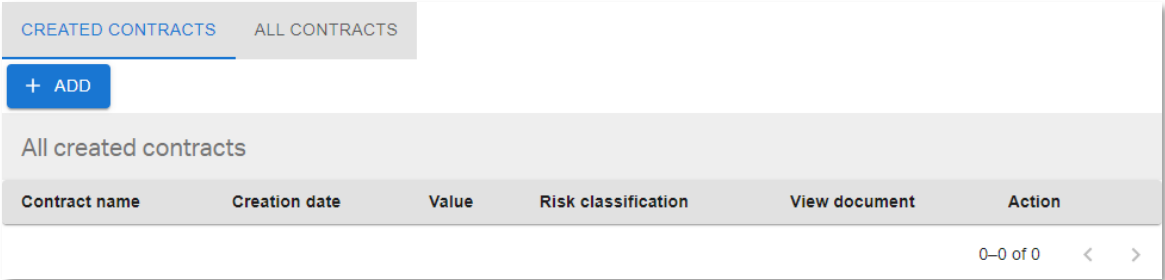 CREATED CONTRACTS ALL CONTRACTS
+ ADD
All created contracts
Contract name Creation date Value Risk classification View document Action
0–0 of 0 < >